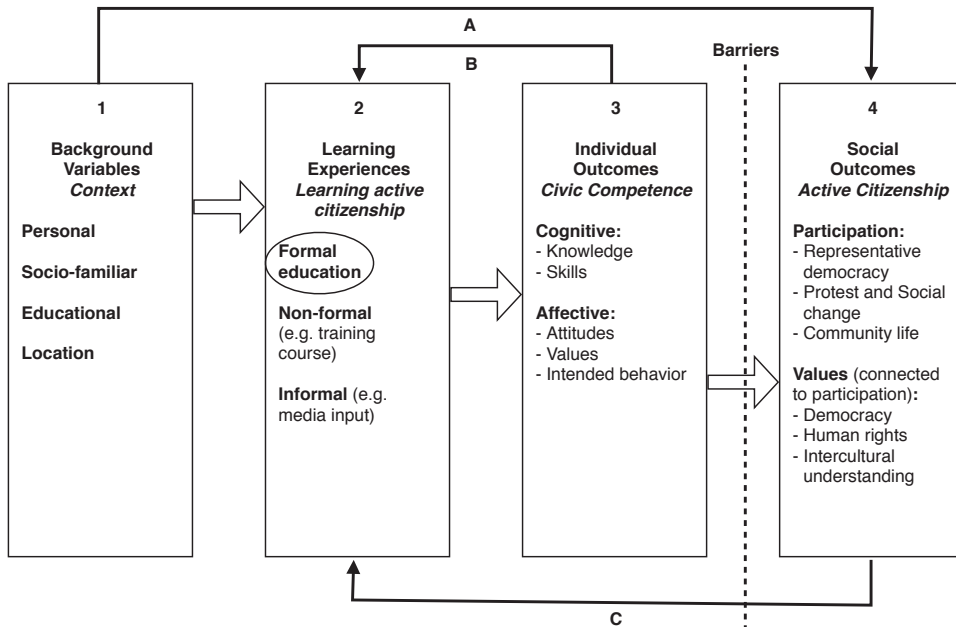 A
B
Barriers
1
Background
Variables
Context
Personal
Socio-familiar
Educational
Location
2
Learning
Experiences
Learning active
citizenship
Formal
education
Non-formal
(e.g. training
course)
Informal (e.g.
media input)
3
Individual
Outcomes
Civic Competence
Cognitive:
- Knowledge
- Skills
Affective:
- Attitudes
- Values
- Intended behavior
4
Social
Outcomes
Active Citizenship
Participation:
- Representative
democracy
- Protest and Social
change
- Community life
Values (connected
to participation):
- Democracy
- Human rights
- Intercultural
understanding
C